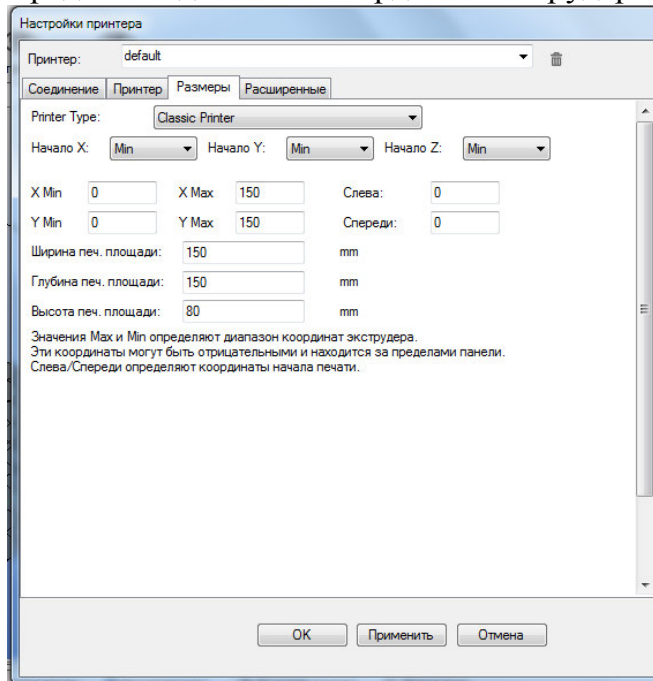 Настройки принтера
Принтер: default
Соединение Принтер Размеры Расширенные
Printer Type: Classic Printer
Начало X: Min Начало Y: Min Начало Z: Min
X Min 0 X Max 150 Слева: 0
Y Min 0 Y Max 150 Спереди: 0
Ширина печ. площади: 150 mm
Глубина печ. площади: 150 mm
Высота печ. площади: 80 mm
Значения Max и Min определяют диапазон координат экструдера.
Эти координаты могут быть отрицательными и находится за пределами панели.
Слева/Спереди определяют координаты начала печати.
OK Применить Отмена